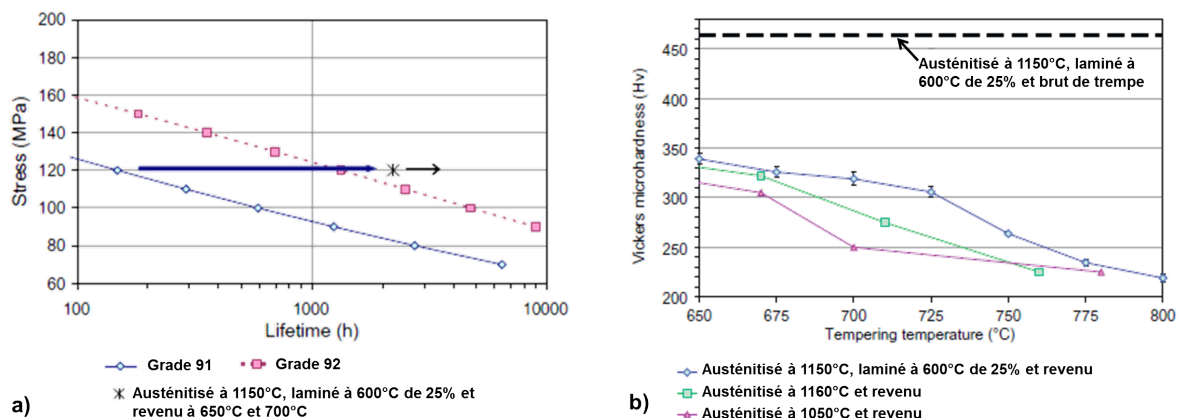 200
180
160
140
120
100
80
60
Stress (MPa)
100
1000
10000
Lifetime (h)
Grade 91
Grade 92
Austénitisé à 1150°C, laminé à 600°C de 25% et
revenu à 650°C et 700°C
a)
450
400
350
300
250
200
Vickers microhardness (Hv)
Austénitisé à 1150°C, laminé à
600°C de 25% et brut de trempe
650
675
700
725
750
775
800
Tempering temperature (°C)
Austénitisé à 1150°C, laminé à 600°C de 25% et revenu
Austénitisé à 1160°C et revenu
Austénitisé à 1050°C et revenu
b)